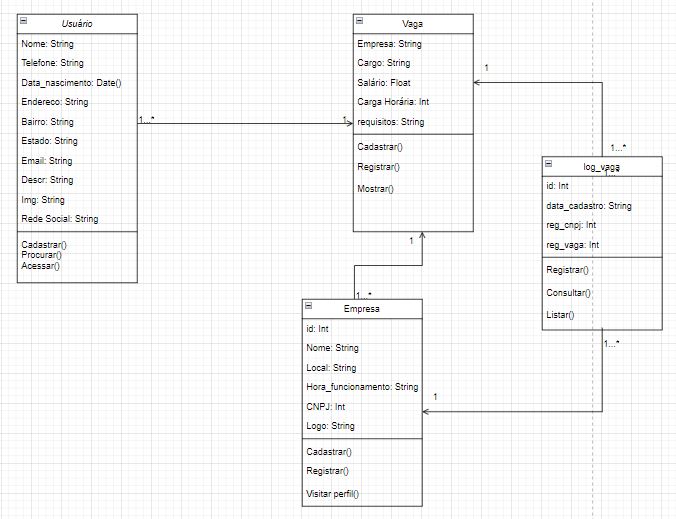 Usuário
Nome: String
Telefone: String
Data_nascimento: Date()
Endereco: String
Bairro: String
Estado: String
Email: String
Descr: String
Img: String
Rede Social: String
Cadastrar()
Procurar()
Acessar()
1...*
1
Vaga
Empresa: String
Cargo: String
Salário: Float
Carga Horária: Int
requisitos: String
Cadastrar()
Registrar()
Mostrar()
1
1...*
1...*
log_vaga
id: Int
data_cadastro: String
reg_cnpj: Int
reg_vaga: Int
Registrar()
Consultar()
Listar()
1...*
1
1
1...*
Empresa
id: Int
Nome: String
Local: String
Hora_funcionamento: String
CNPJ: Int
Logo: String
Cadastrar()
Registrar()
Visitar perfil()